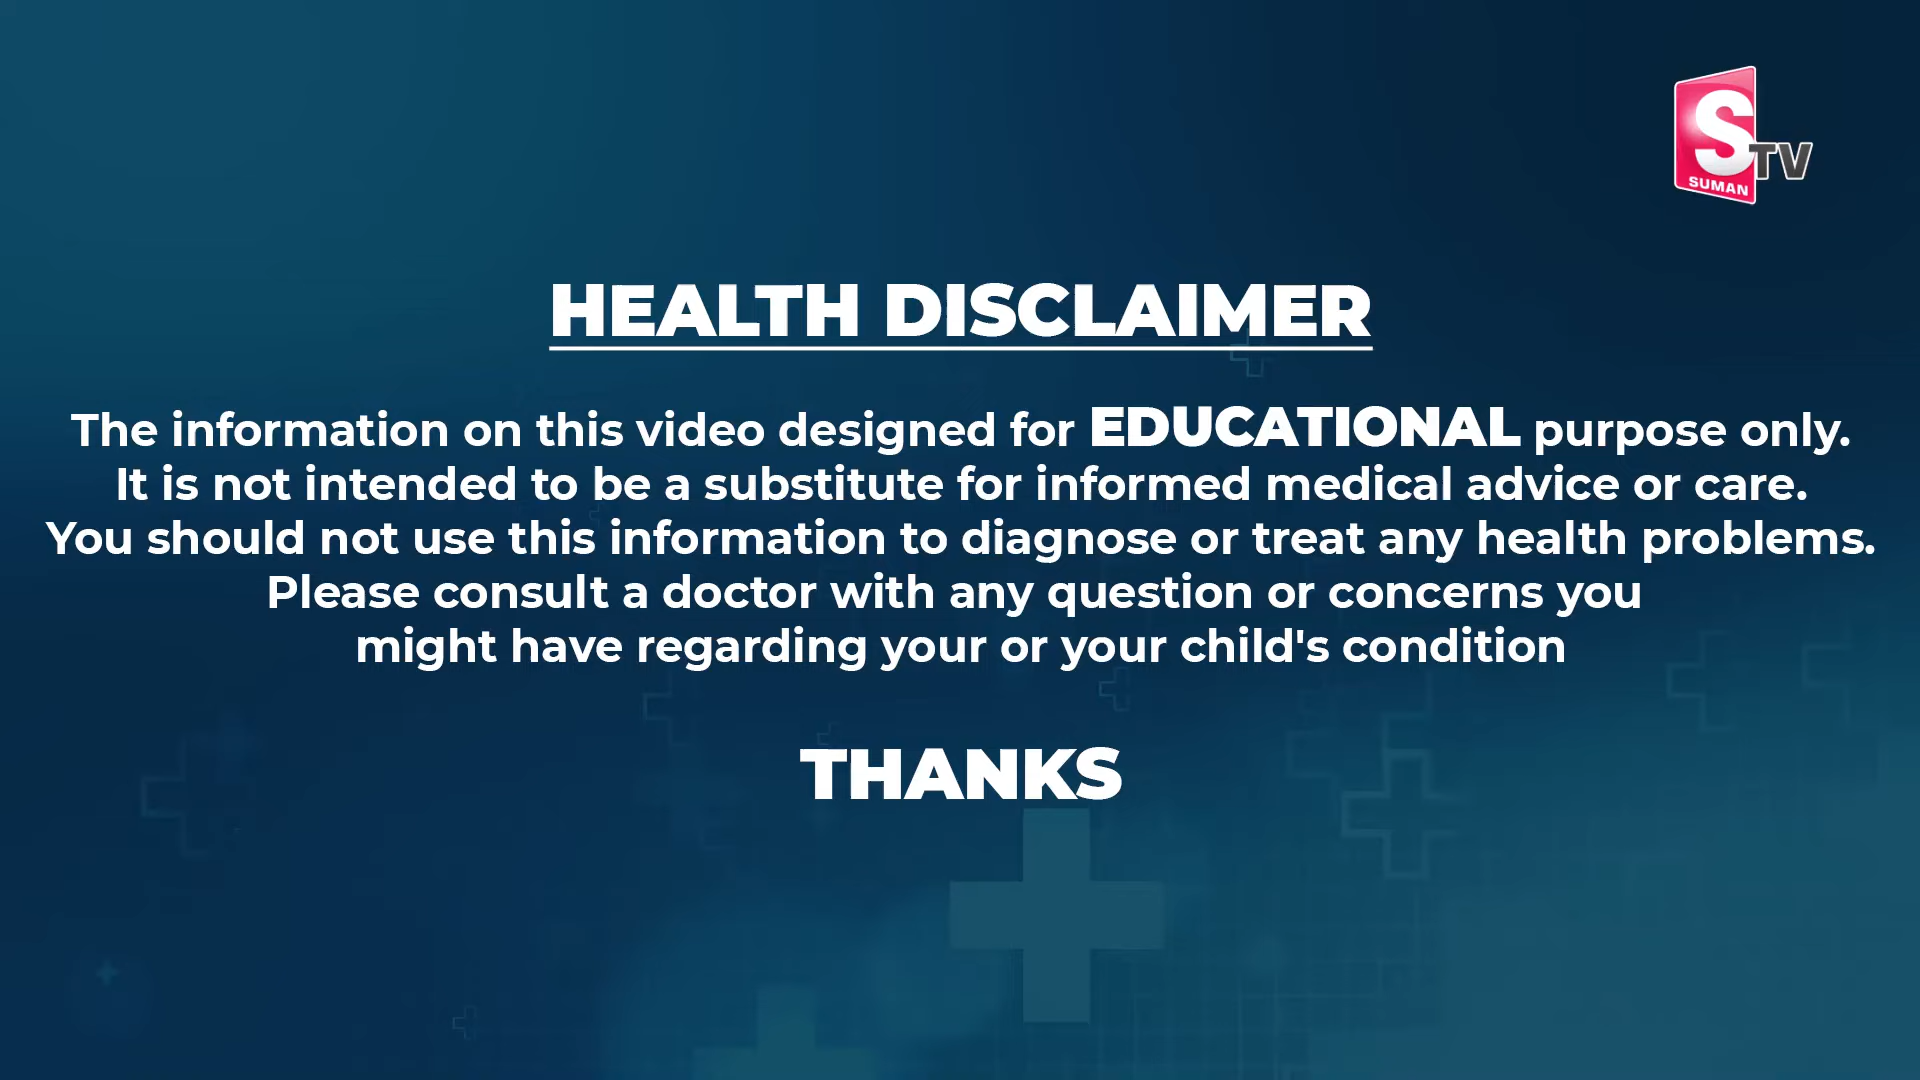 S TV
SUMAN
HEALTH DISCLAIMER
The information on this video designed for EDUCATIONAL purpose only.
It is not intended to be a substitute for informed medical advice or care.
You should not use this information to diagnose or treat any health problems.
Please consult a doctor with any question or concerns you
might have regarding your or your child's condition
THANKS